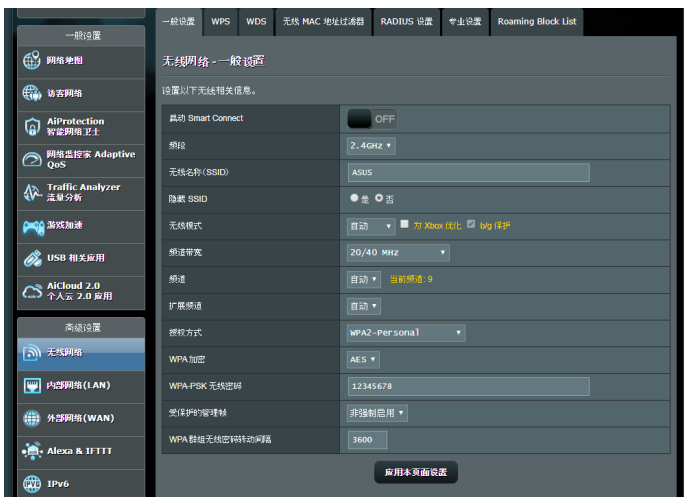 一般设置
网络地图
访客网络
AiProtection
智能网络卫士
网络监控家 Adaptive
QoS
Traffic Analyzer
流量分析
游戏加速
USB 相关应用
AiCloud 2.0
个人云 2.0 应用
高级设置
无线网络
内部网络(LAN)
外部网络(WAN)
Alexa & IFTTT
IPv6
一般设置 WPS WDS 无线 MAC 地址过滤器 RADIUS 设置 专业设置 Roaming Block List
无线网络 - 一般设置
设置以下无线相关信息。
启动 Smart Connect OFF
频段 2.4GHz
无线名称(SSID) ASUS
隐藏 SSID 是 否
无线模式 自动 为 Xbox 优化 b/g 保护
频道带宽 20/40 MHz
频道 自动 当前频道: 9
扩展频道 自动
授权方式 WPA2-Personal
WPA 加密 AES
WPA-PSK 无线密码 12345678
受保护的管理帧 非强制启用
WPA 群组无线密码转动间隔 3600
应用本页面设置